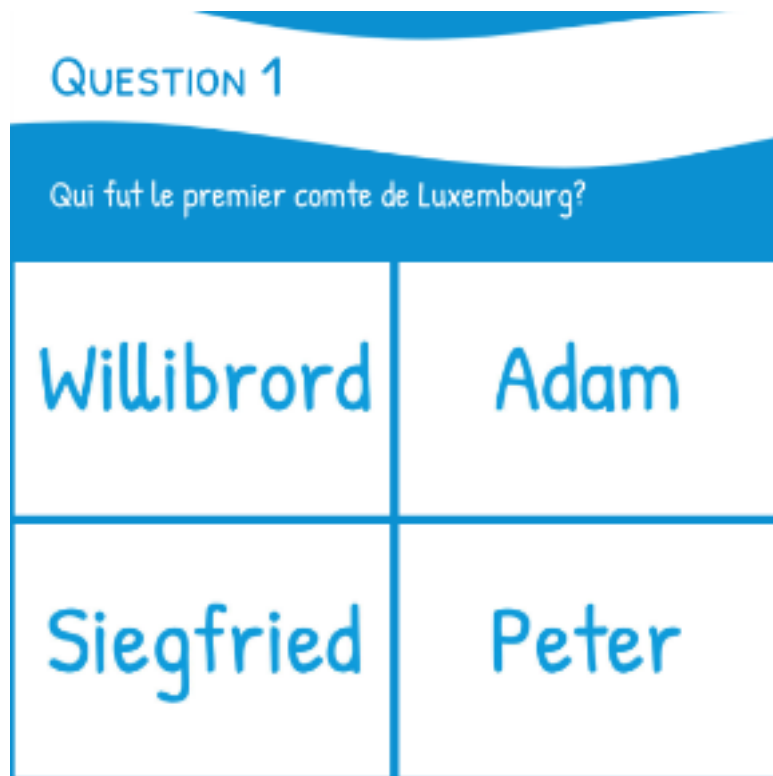 Question 1
Qui fut le premier comte de Luxembourg?
Willibrord
Adam
Siegfried
Peter